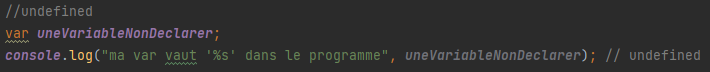 //undefined
var uneVariableNonDeclarer;
console.log("ma var vaut '%s' dans le programme", uneVariableNonDeclarer); // undefined